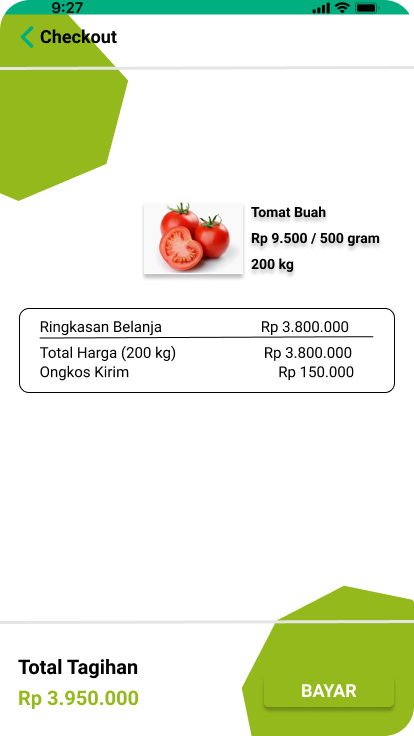 9:27
Checkout
Tomat Buah
Rp 9.500 / 500 gram
200 kg
Ringkasan Belanja Rp 3.800.000
Total Harga (200 kg) Rp 3.800.000
Ongkos Kirim Rp 150.000
Total Tagihan
Rp 3.950.000
BAYAR